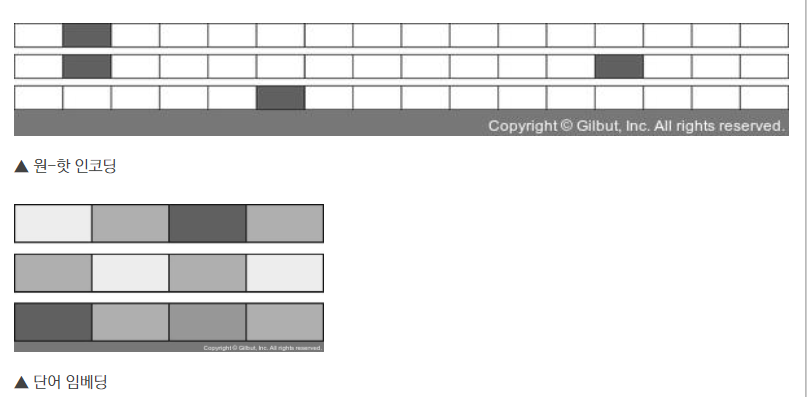 Copyright © Gilbut, Inc. All rights reserved.
▲ 원-핫 인코딩
Copyright © Gilbut, Inc. All rights reserved.
▲ 단어 임베딩